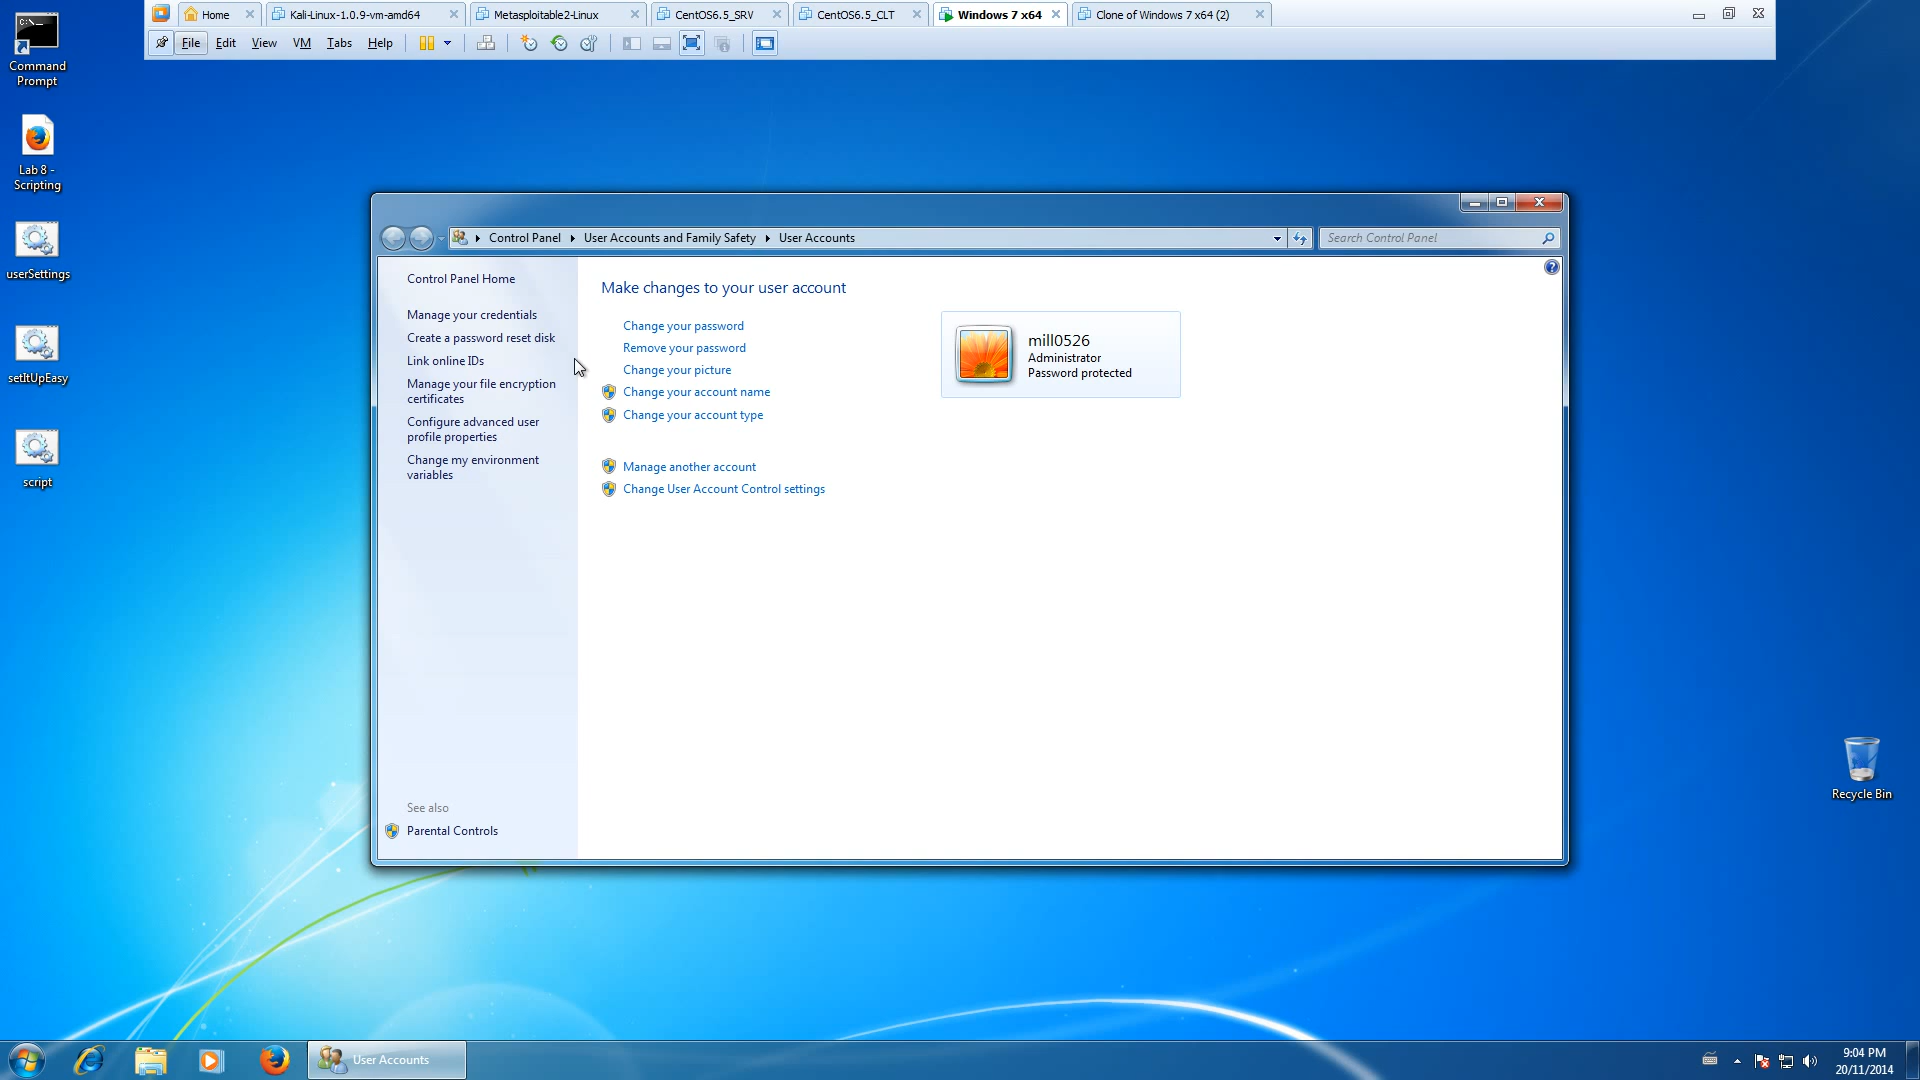 Home
Kali-Linux-1.0.9-vm-amd64
Metasploitable2-Linux
CentOS6.5_SRV
CentOS6.5_CLT
Windows 7 x64
Clone of Windows 7 x64 (2)
File Edit View VM Tabs Help
C:\_
Command
Prompt
Lab 8 -
Scripting
userSettings
setItUpEasy
script
Control Panel
User Accounts and Family Safety
User Accounts
Search Control Panel
Control Panel Home
Manage your credentials
Create a password reset disk
Link online IDs
Manage your file encryption
certificates
Configure advanced user
profile properties
Change my environment
variables
See also
Parental Controls
Make changes to your user account
Change your password
Remove your password
Change your picture
Change your account name
Change your account type
Manage another account
Change User Account Control settings
mill0526
Administrator
Password protected
Recycle Bin
User Accounts
9:04 PM
20/11/2014